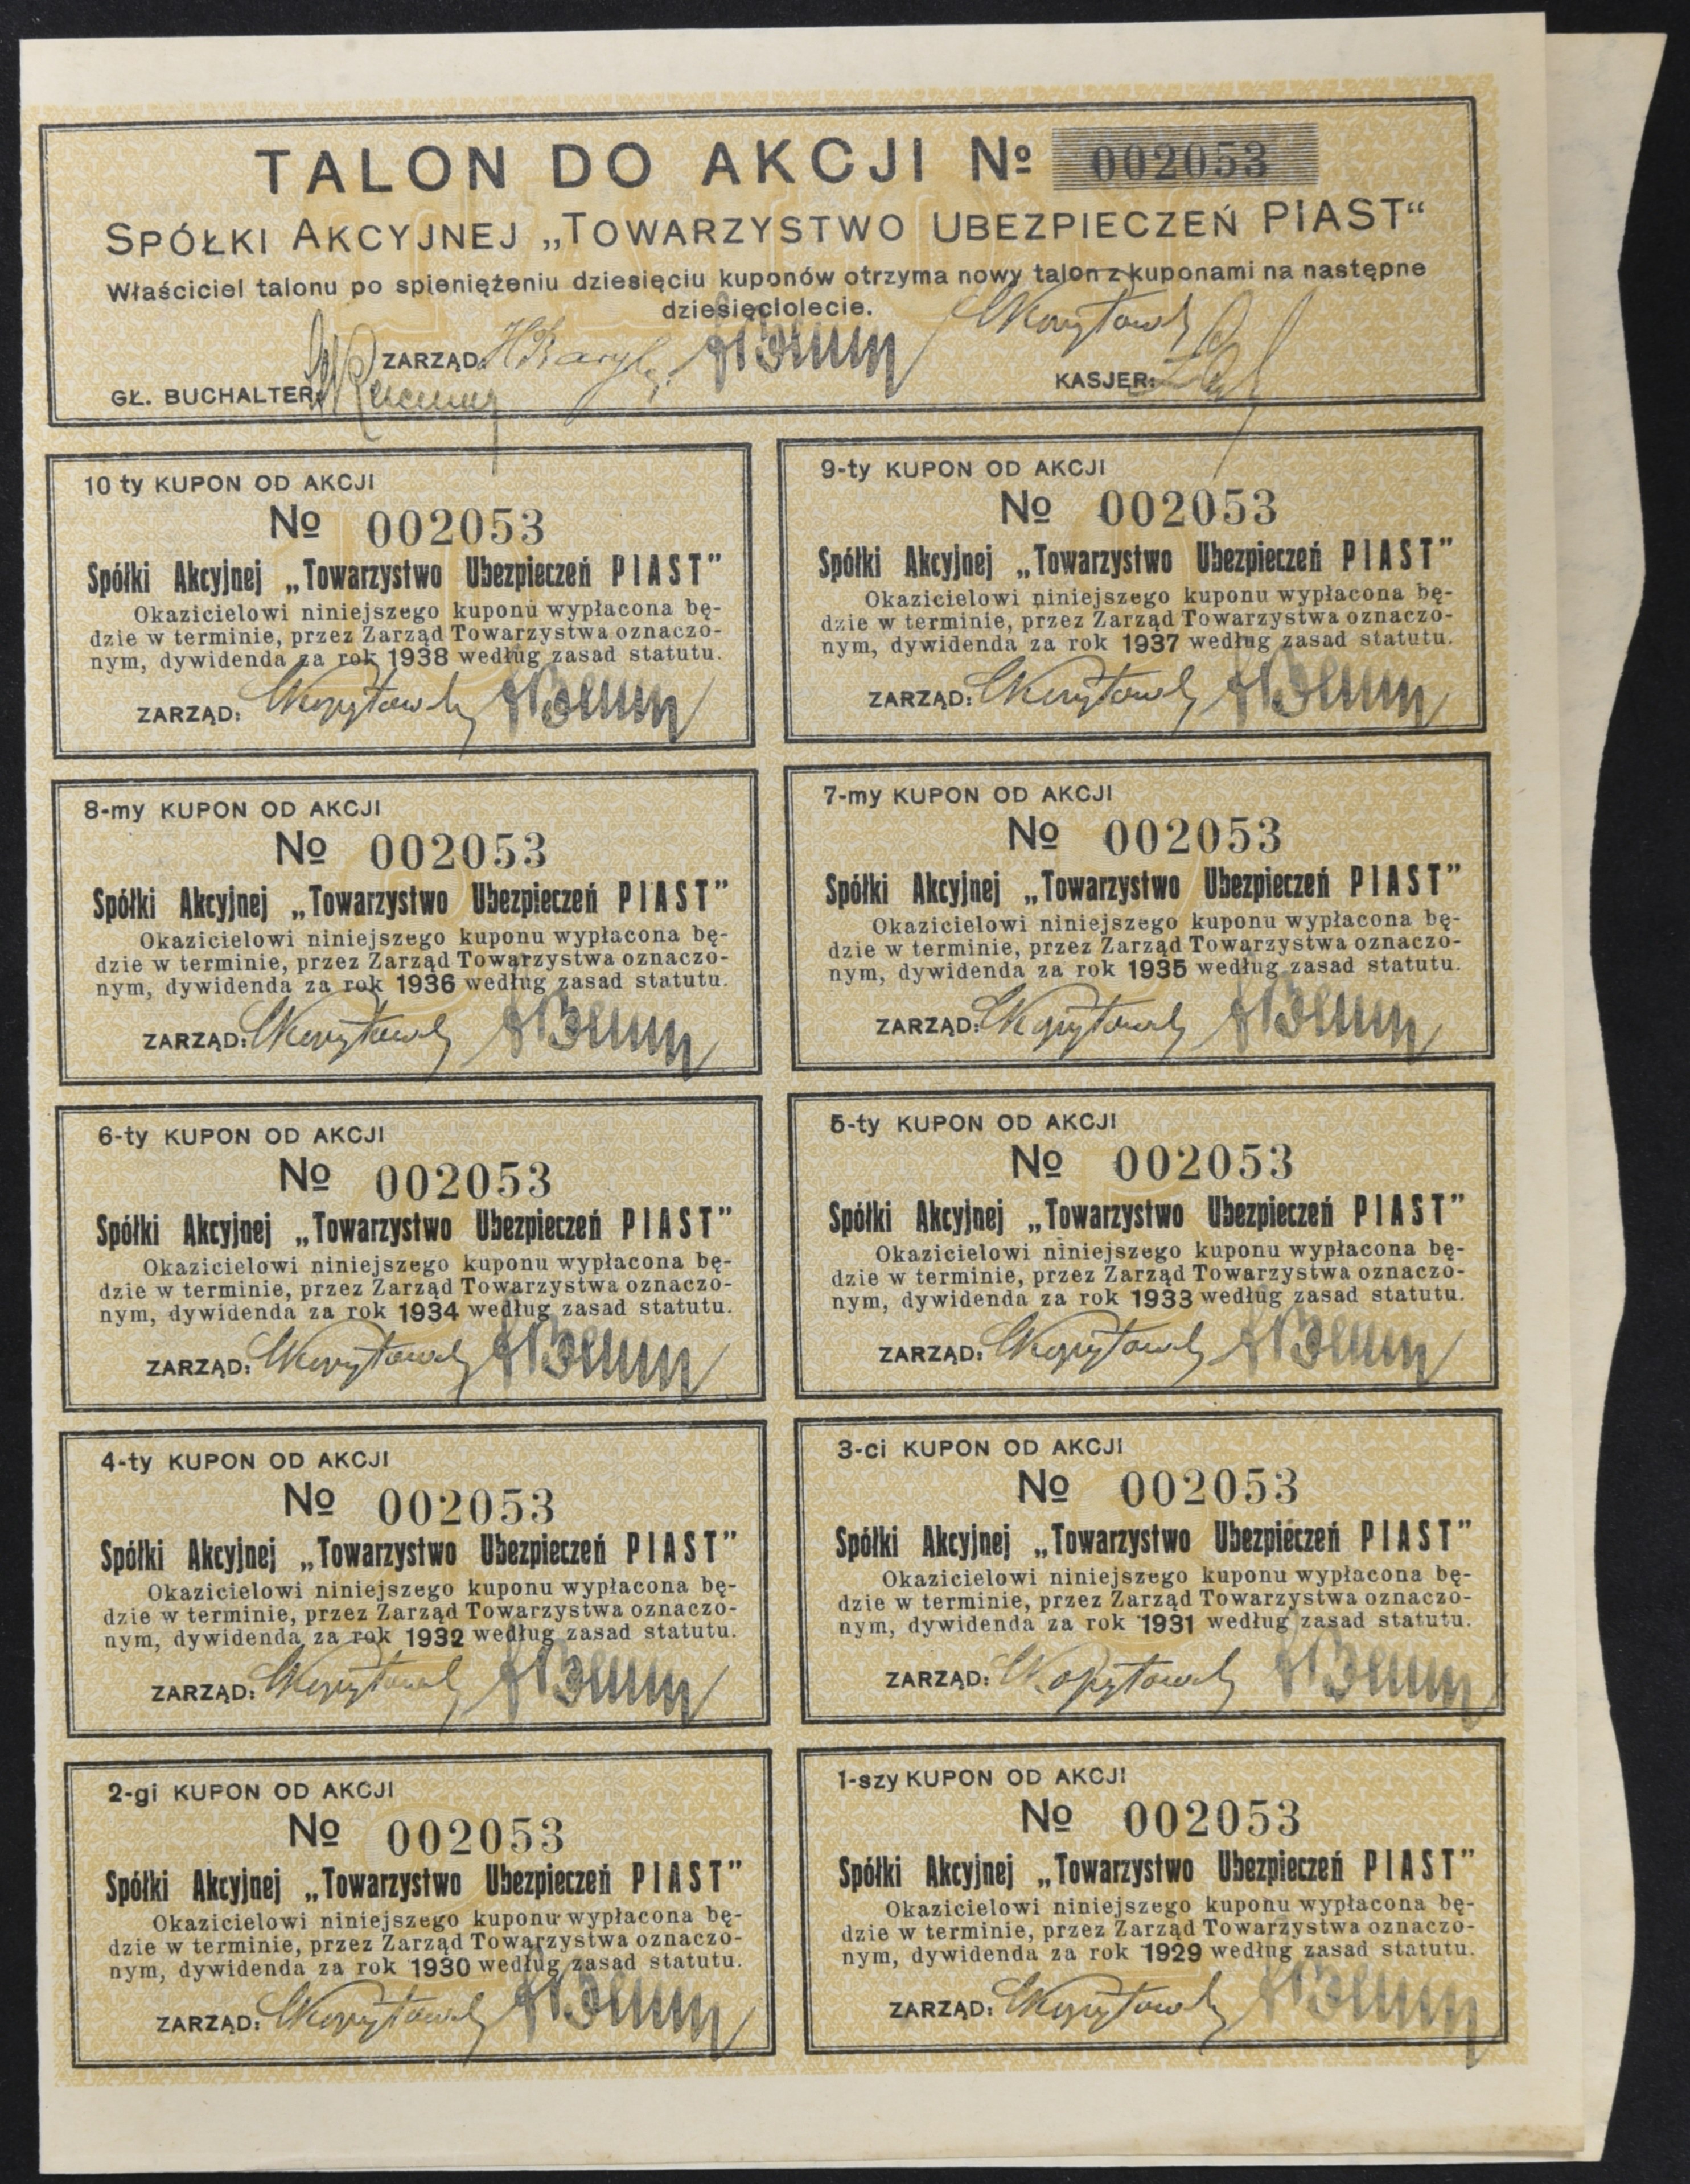 TALON DO AKCJI № 002053
SPÓŁKI AKCYJNEJ „TOWARZYSTWO UBEZPIECZEŃ PIAST“
Właściciel talonu po spieniężeniu dziesięciu kuponów otrzyma nowy talon z kuponami na następne
dziesięciolecie.
ZARZĄD:
GŁ. BUCHALTER:
KASJER:
10 ty KUPON OD AKCJI
№ 002053
Spółki Akcyjnej „Towarzystwo Ubezpieczeń PIAST”
Okazicielowi niniejszego kuponu wypłacona bę-
dzie w terminie, przez Zarząd Towarzystwa oznaczo-
nym, dywidenda za rok 1938 według zasad statutu.
ZARZĄD:
9-ty KUPON OD AKCJI
№ 002053
Spółki Akcyjnej „Towarzystwo Ubezpieczeń PIAST”
Okazicielowi niniejszego kuponu wypłacona bę-
dzie w terminie, przez Zarząd Towarzystwa oznaczo-
nym, dywidenda za rok 1937 według zasad statutu.
ZARZĄD:
8-my KUPON OD AKCJI
№ 002053
Spółki Akcyjnej „Towarzystwo Ubezpieczeń PIAST”
Okazicielowi niniejszego kuponu wypłacona bę-
dzie w terminie, przez Zarząd Towarzystwa oznaczo-
nym, dywidenda za rok 1936 według zasad statutu.
ZARZĄD:
7-my KUPON OD AKCJI
№ 002053
Spółki Akcyjnej „Towarzystwo Ubezpieczeń PIAST”
Okazicielowi niniejszego kuponu wypłacona bę-
dzie w terminie, przez Zarząd Towarzystwa oznaczo-
nym, dywidenda za rok 1935 według zasad statutu.
ZARZĄD:
6-ty KUPON OD AKCJI
№ 002053
Spółki Akcyjnej „Towarzystwo Ubezpieczeń PIAST”
Okazicielowi niniejszego kuponu wypłacona bę-
dzie w terminie, przez Zarząd Towarzystwa oznaczo-
nym, dywidenda za rok 1934 według zasad statutu.
ZARZĄD:
5-ty KUPON OD AKCJI
№ 002053
Spółki Akcyjnej „Towarzystwo Ubezpieczeń PIAST”
Okazicielowi niniejszego kuponu wypłacona bę-
dzie w terminie, przez Zarząd Towarzystwa oznaczo-
nym, dywidenda za rok 1933 według zasad statutu.
ZARZĄD:
4-ty KUPON OD AKCJI
№ 002053
Spółki Akcyjnej „Towarzystwo Ubezpieczeń PIAST”
Okazicielowi niniejszego kuponu wypłacona bę-
dzie w terminie, przez Zarząd Towarzystwa oznaczo-
nym, dywidenda za rok 1932 według zasad statutu.
ZARZĄD:
3-ci KUPON OD AKCJI
№ 002053
Spółki Akcyjnej „Towarzystwo Ubezpieczeń PIAST”
Okazicielowi niniejszego kuponu wypłacona bę-
dzie w terminie, przez Zarząd Towarzystwa oznaczo-
nym, dywidenda za rok 1931 według zasad statutu.
ZARZĄD:
2-gi KUPON OD AKCJI
№ 002053
Spółki Akcyjnej „Towarzystwo Ubezpieczeń PIAST”
Okazicielowi niniejszego kuponu wypłacona bę-
dzie w terminie, przez Zarząd Towarzystwa oznaczo-
nym, dywidenda za rok 1930 według zasad statutu.
ZARZĄD:
1-szy KUPON OD AKCJI
№ 002053
Spółki Akcyjnej „Towarzystwo Ubezpieczeń PIAST”
Okazicielowi niniejszego kuponu wypłacona bę-
dzie w terminie, przez Zarząd Towarzystwa oznaczo-
nym, dywidenda za rok 1929 według zasad statutu.
ZARZĄD: